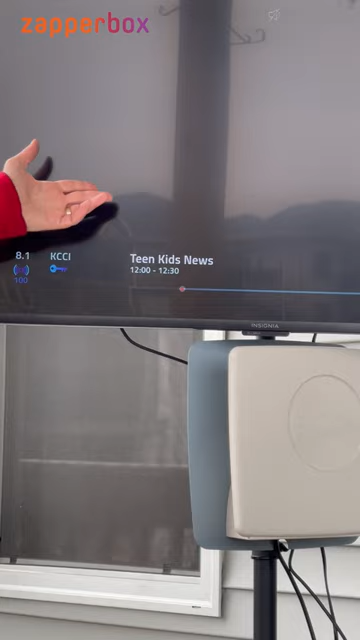 zapperbox
8.1 KCCI Teen Kids News
12:00 - 12:30
100
INSIGNIA